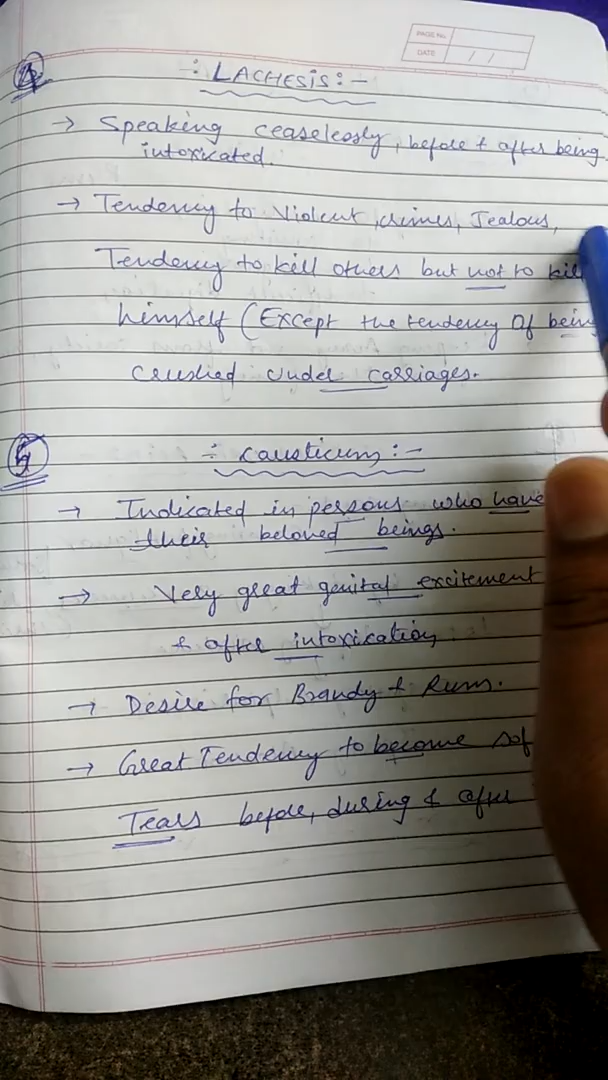 PAGE No.
DATE / /
4
÷ LACHESIS :-
→ Speaking ceaselessly, before & after being
intoxicated.
→ Tendency to violent crimes, Jealous,
Tendency to kill others but not to kill
himself (Except the tendency of being
crushed under carriages.
5
÷ Causticum :-
→ Indicated in persons who have
their beloved beings.
→ Very great genital excitement
& after intoxication
→ Desire for Brandy & Rum.
→ Great Tendency to become
Tears before, during & after